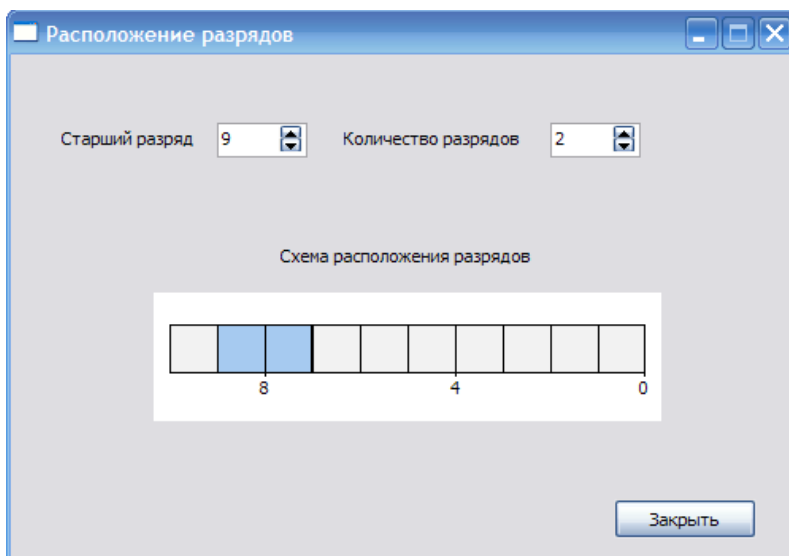 Расположение разрядов
Старший разряд 9 Количество разрядов 2
Схема расположения разрядов
8 4 0
Закрыть